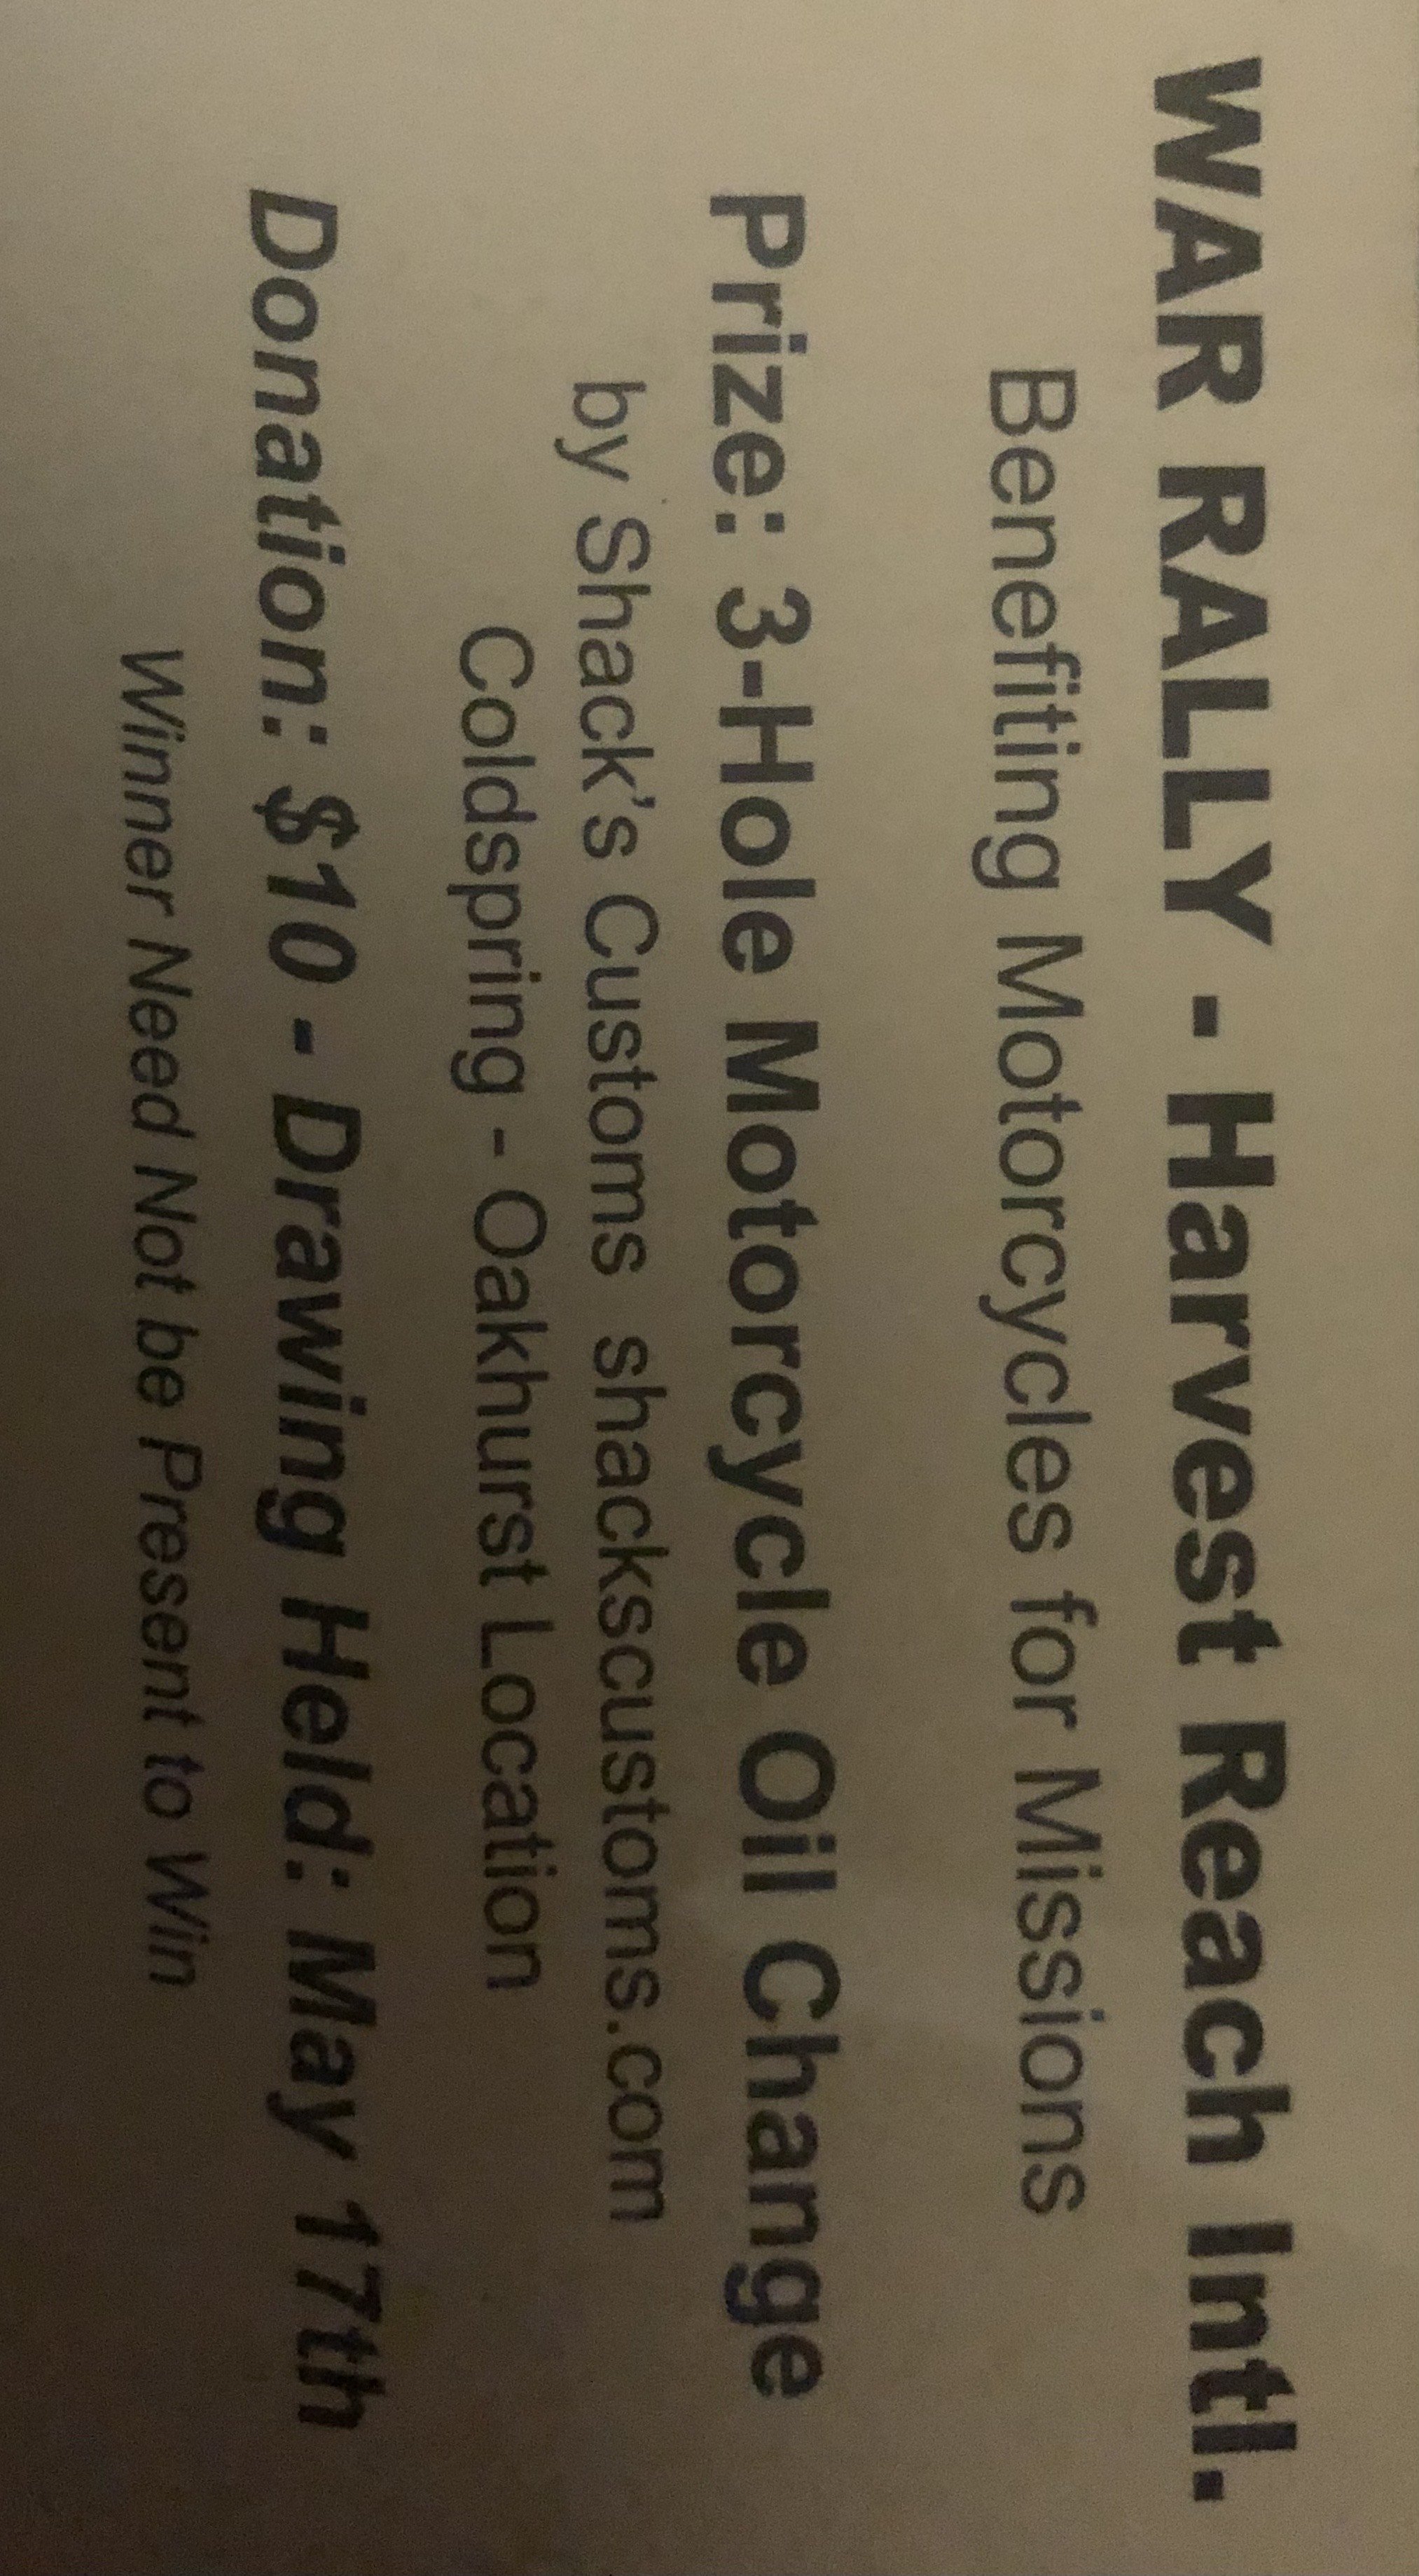 WAR RALLY - Harvest Reach Intl.
Benefiting Motorcycles for Missions
Prize: 3-Hole Motorcycle Oil Change
by Shack's Customs shackscustoms.com
Coldspring - Oakhurst Location
Donation: $10 - Drawing Held: May 17th
Winner Need Not be Present to Win